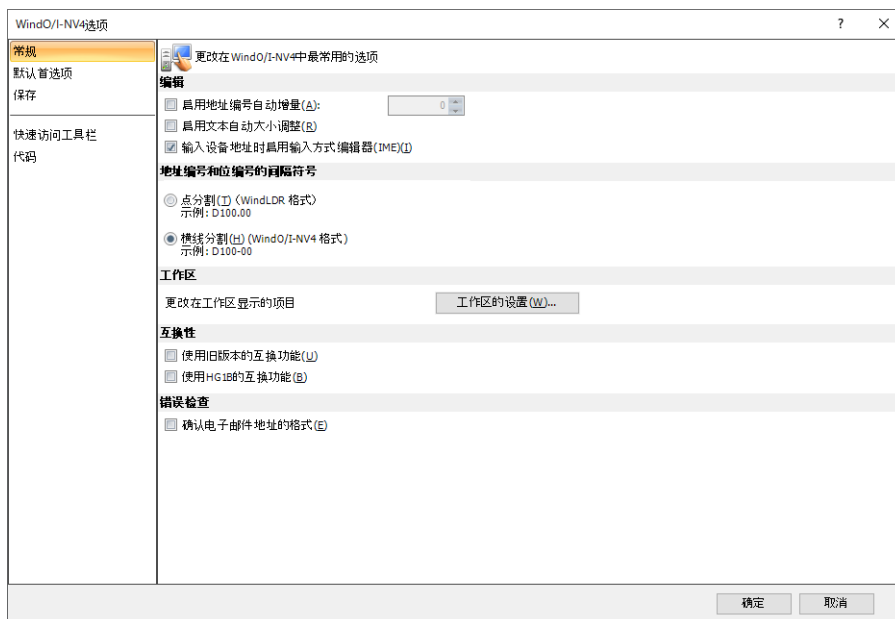 WindO/I-NV4选项
?
常规
默认首选项
保存
快速访问工具栏
代码
更改在WindO/I-NV4中最常用的选项
编辑
启用地址编号自动增量(A):
0
启用文本自动大小调整(R)
输入设备地址时启用输入方式编辑器(IME)(I)
地址编号和位编号的间隔符号
点分割(T) (WindLDR 格式)
示例: D100.00
横线分割(H) (WindO/I-NV4 格式)
示例: D100-00
工作区
更改在工作区显示的项目
工作区的设置(W)...
互换性
使用旧版本的互换功能(U)
使用HG1B的互换功能(B)
错误检查
确认电子邮件地址的格式(E)
确定
取消